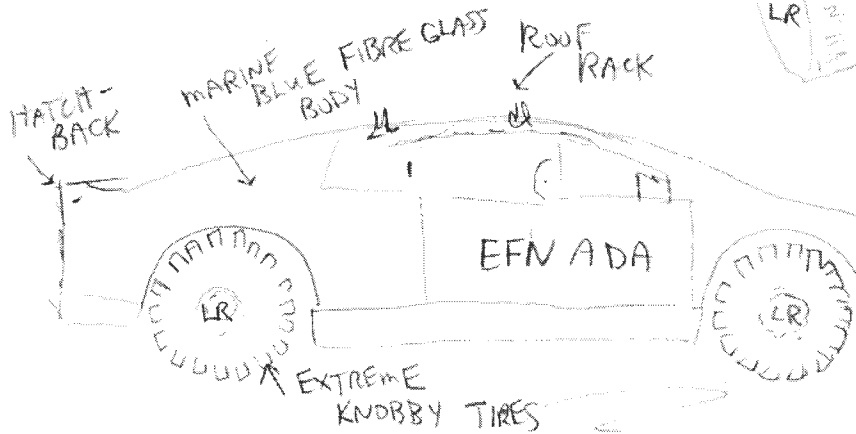 LR
HATCH-
BACK
MARINE
BLUE FIBRE GLASS
BODY
ROOF
RACK
EFN ADA
LR
LR
EXTREME
KNOBBY TIRES